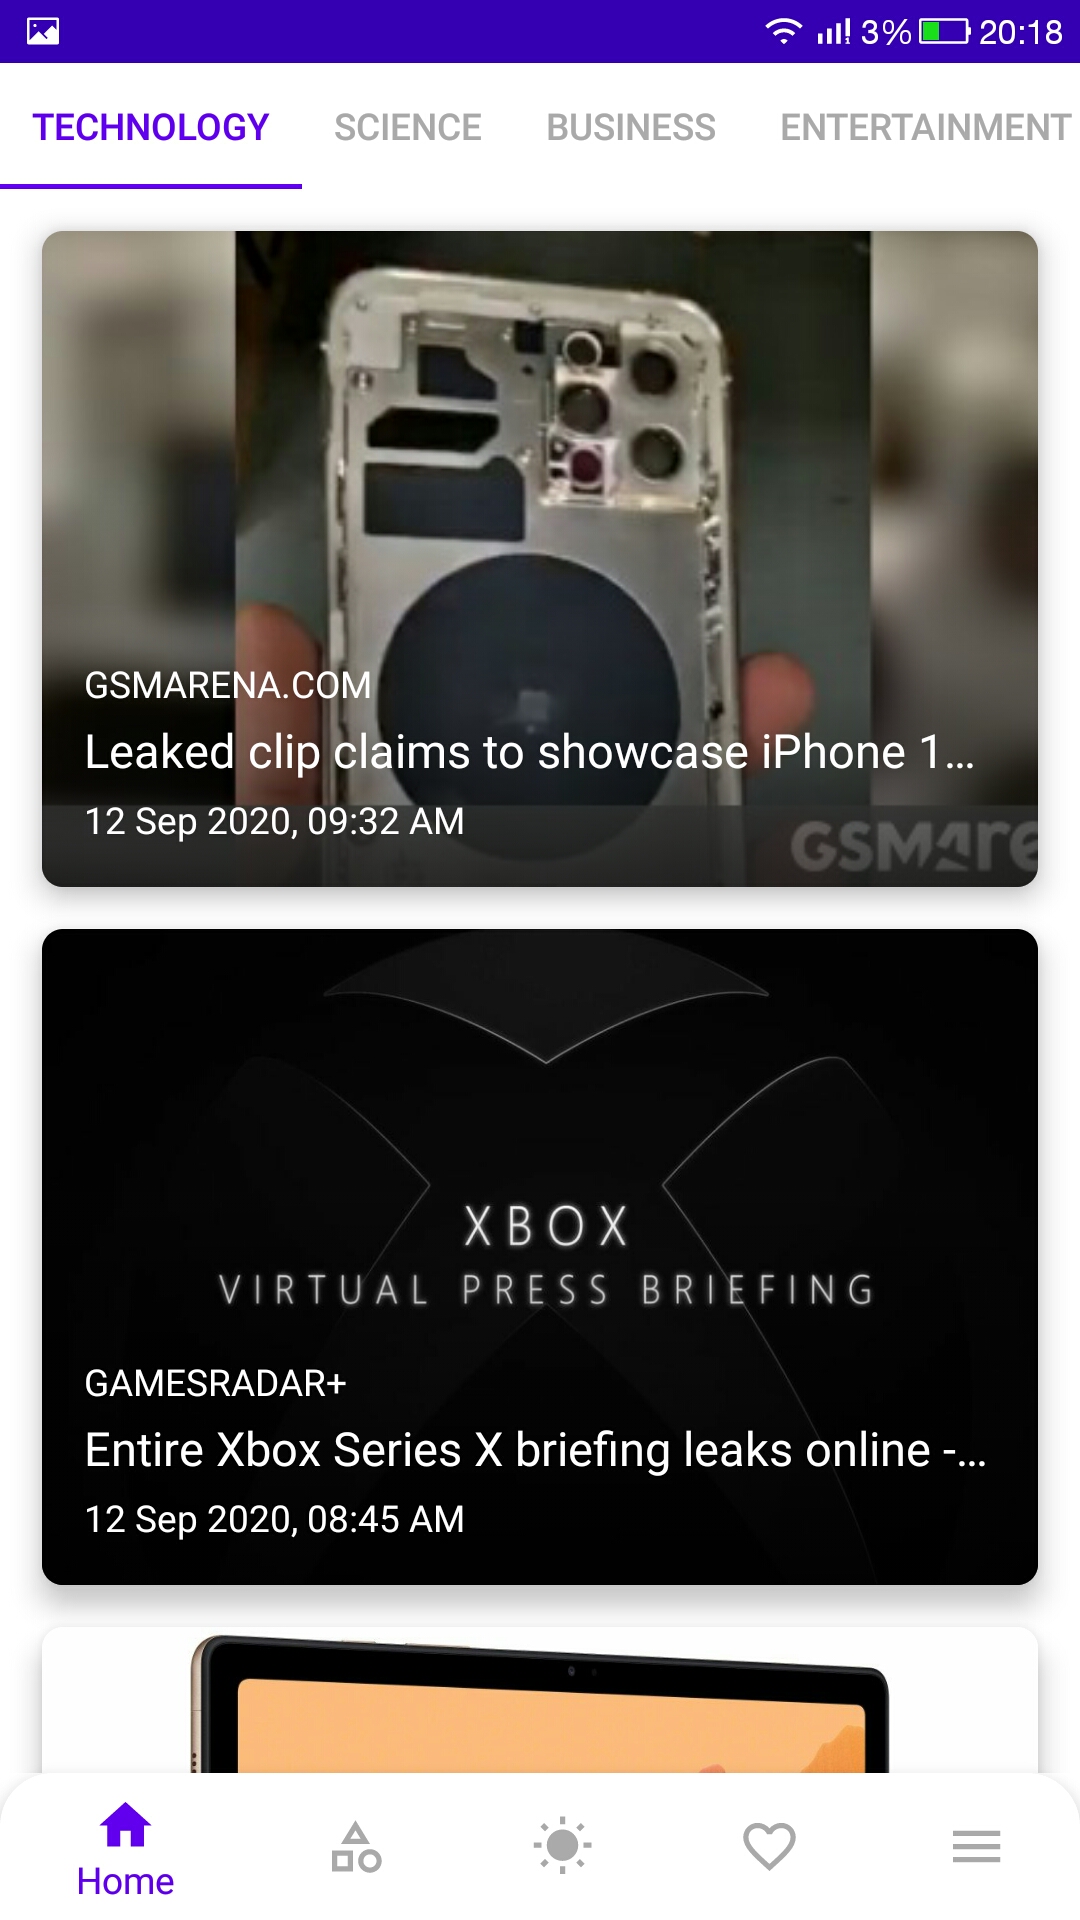 3% 20:18
TECHNOLOGY SCIENCE BUSINESS ENTERTAINMENT
GSMARENA.COM
Leaked clip claims to showcase iPhone 1...
12 Sep 2020, 09:32 AM
GSMAre
XBOX
VIRTUAL PRESS BRIEFING
GAMESRADAR+
Entire Xbox Series X briefing leaks online -...
12 Sep 2020, 08:45 AM
Home